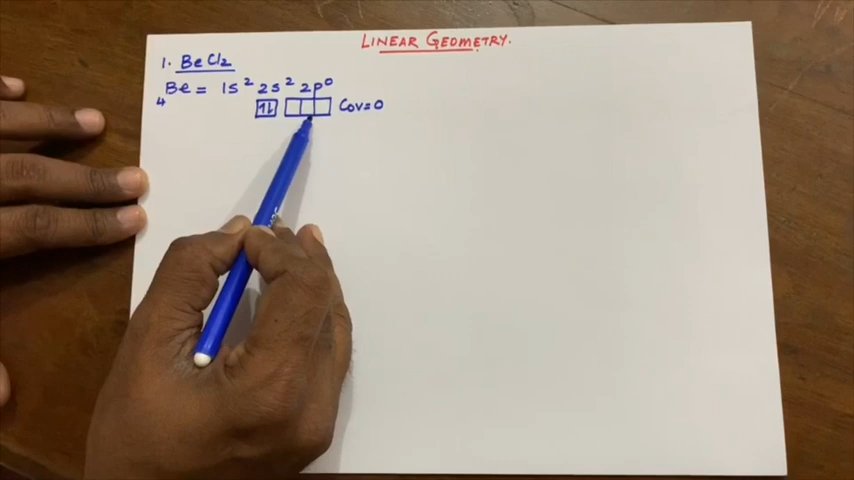 LINEAR GEOMETRY.
1. BeCl₂
₄Be = 1s² 2s² 2p⁰
↑↓ Cov=0